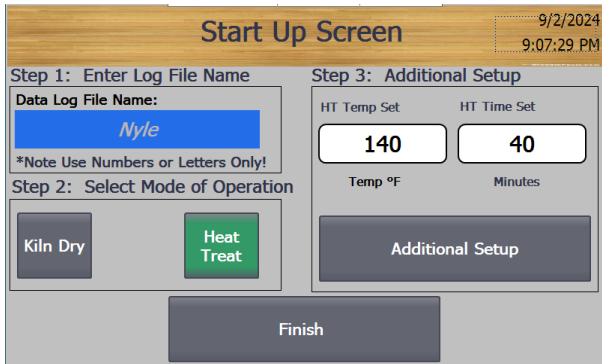 Start Up Screen
9/2/2024
9:07:29 PM
Step 1: Enter Log File Name
Data Log File Name:
Nyle
*Note Use Numbers or Letters Only!
Step 2: Select Mode of Operation
Kiln Dry
Heat
Treat
Step 3: Additional Setup
HT Temp Set
HT Time Set
140
40
Temp ºF
Minutes
Additional Setup
Finish